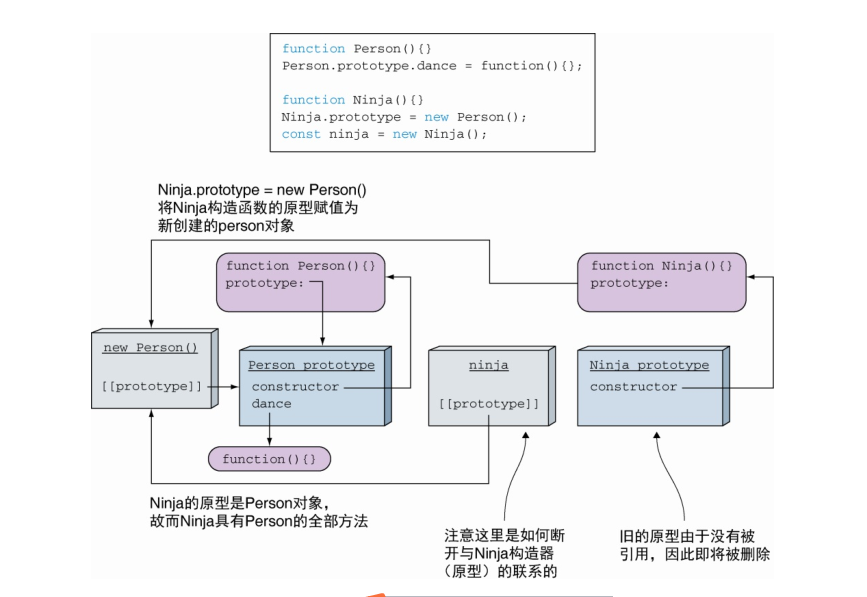 function Person(){}
Person.prototype.dance = function(){};
function Ninja(){}
Ninja.prototype = new Person();
const ninja = new Ninja();
Ninja.prototype = new Person()
将Ninja构造函数的原型赋值为
新创建的person对象
function Person(){}
prototype:
function Ninja(){}
prototype:
new Person()
[[prototype]]
Person prototype
constructor
dance
ninja
[[prototype]]
Ninja prototype
constructor
function(){}
Ninja的原型是Person对象，
故而Ninja具有Person的全部方法
注意这里是如何断
开与Ninja构造器
（原型）的联系的
旧的原型由于没有被
引用，因此即将被删除